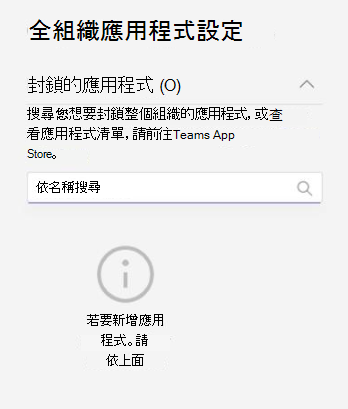 全組織應用程式設定
封鎖的應用程式 (O)
搜尋您想要封鎖整個組織的應用程式, 或查
看應用程式清單, 請前往Teams App
Store。
依名稱搜尋
若要新增應用
程式。請
依上面